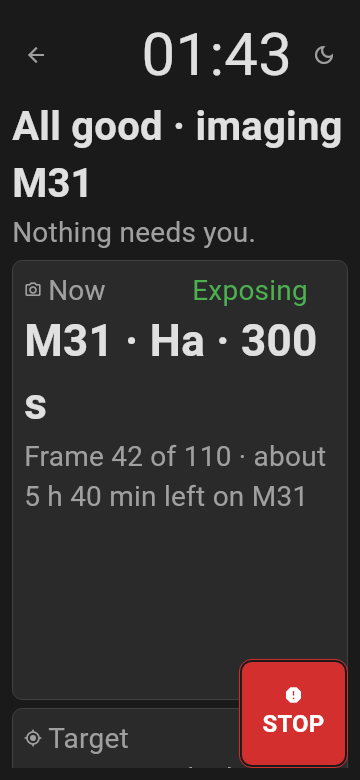 01:43
All good · imaging
M31
Nothing needs you.
Now
Exposing
M31 · Ha · 300
s
Frame 42 of 110 · about
5 h 40 min left on M31
STOP
Target